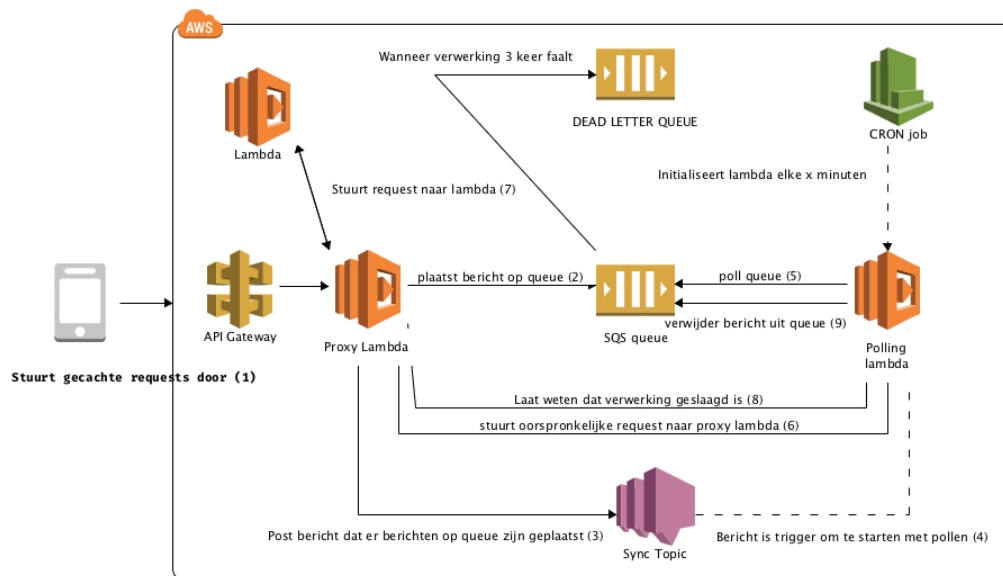 AWS
Wanneer verwerking 3 keer faalt
DEAD LETTER QUEUE
CRON job
Lambda
Initialiseert lambda elke x minuten
Stuurt request naar lambda (7)
plaatst bericht op queue (2)
poll queue (5)
verwijder bericht uit queue (9)
API Gateway
Proxy Lambda
SQS queue
Polling
lambda
Stuurt gecachte requests door (1)
Laat weten dat verwerking geslaagd is (8)
stuurt oorspronkelijke request naar proxy lambda (6)
Post bericht dat er berichten op queue zijn geplaatst (3)
Sync Topic
Bericht is trigger om te starten met pollen (4)